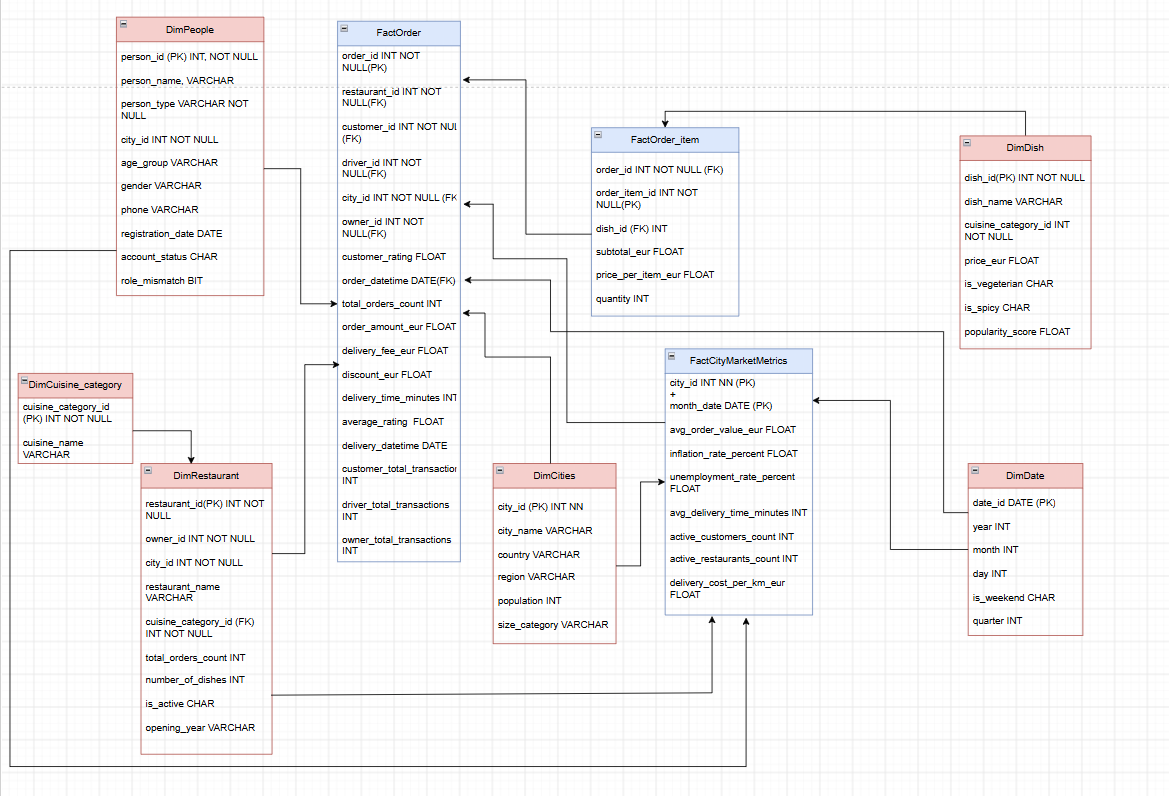 DimPeople
person_id (PK) INT, NOT NULL
person_name, VARCHAR
person_type VARCHAR NOT
NULL
city_id INT NOT NULL
age_group VARCHAR
gender VARCHAR
phone VARCHAR
registration_date DATE
account_status CHAR
role_mismatch BIT
FactOrder
order_id INT NOT
NULL(PK)
restaurant_id INT NOT
NULL(FK)
customer_id INT NOT NUL
(FK)
driver_id INT NOT
NULL(FK)
city_id INT NOT NULL (FK
owner_id INT NOT
NULL(FK)
customer_rating FLOAT
order_datetime DATE(FK)
total_orders_count INT
order_amount_eur FLOAT
delivery_fee_eur FLOAT
discount_eur FLOAT
delivery_time_minutes INT
average_rating  FLOAT
delivery_datetime DATE
customer_total_transaction
INT
driver_total_transactions
INT
owner_total_transactions
INT
FactOrder_item
order_id INT NOT NULL (FK)
order_item_id INT NOT
NULL(PK)
dish_id (FK) INT
subtotal_eur FLOAT
price_per_item_eur FLOAT
quantity INT
DimDish
dish_id(PK) INT NOT NULL
dish_name VARCHAR
cuisine_category_id INT
NOT NULL
price_eur FLOAT
is_vegeterian CHAR
is_spicy CHAR
popularity_score FLOAT
DimCuisine_category
cuisine_category_id
(PK) INT NOT NULL
cuisine_name
VARCHAR
DimRestaurant
restaurant_id(PK) INT NOT
NULL
owner_id INT NOT NULL
city_id INT NOT NULL
restaurant_name
VARCHAR
cuisine_category_id (FK)
INT NOT NULL
total_orders_count INT
number_of_dishes INT
is_active CHAR
opening_year VARCHAR
DimCities
city_id (PK) INT NN
city_name VARCHAR
country VARCHAR
region VARCHAR
population INT
size_category VARCHAR
FactCityMarketMetrics
city_id INT NN (PK)
+
month_date DATE (PK)
avg_order_value_eur FLOAT
inflation_rate_percent FLOAT
unemployment_rate_percent
FLOAT
avg_delivery_time_minutes INT
active_customers_count INT
active_restaurants_count INT
delivery_cost_per_km_eur
FLOAT
DimDate
date_id DATE (PK)
year INT
month INT
day INT
is_weekend CHAR
quarter INT